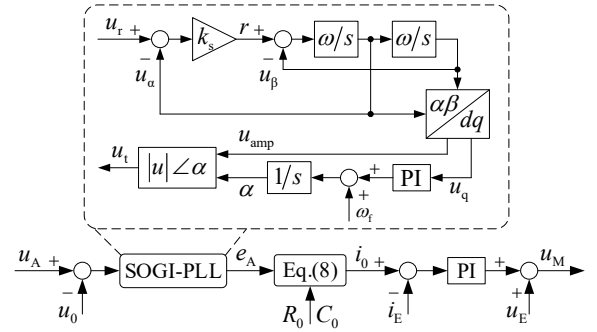 u_r + − u_α k_s r + − u_β ω/s ω/s
αβ dq
u_t |u|∠α u_amp α 1/s + + ω_f PI u_q
u_A + − u_0 SOGI-PLL e_A Eq.(8) R_0 C_0 i_0 + − i_E PI + + u_E u_M